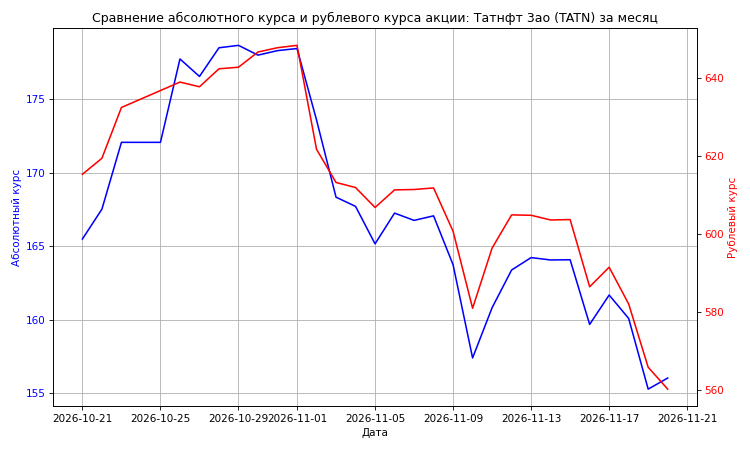 Сравнение абсолютного курса и рублевого курса акции: Татнфт 3ао (TATN) за месяц
Абсолютный курс
175
170
165
160
155
640
620
600
580
560
Рублевый курс
2026-10-21 2026-10-25 2026-10-29 2026-11-01 2026-11-05 2026-11-09 2026-11-13 2026-11-17 2026-11-21
Дата